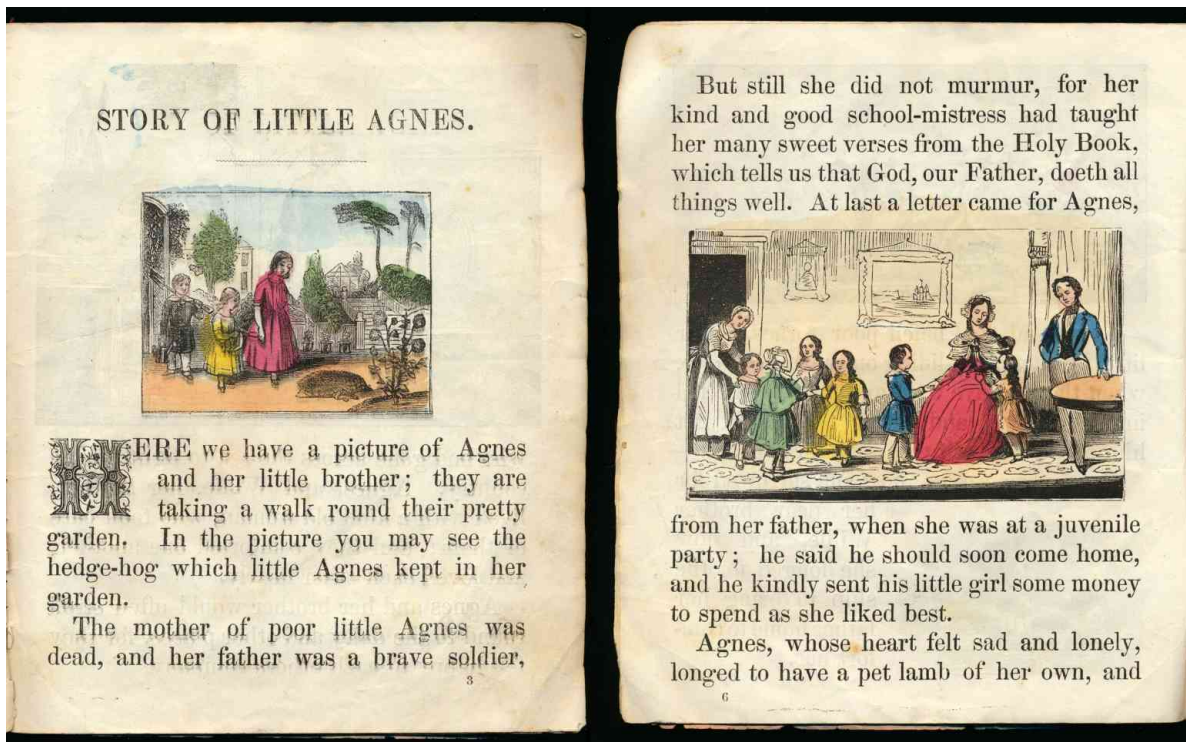 STORY OF LITTLE AGNES.
HERE we have a picture of Agnes
and her little brother; they are
taking a walk round their pretty
garden. In the picture you may see the
hedge-hog which little Agnes kept in her
garden.
The mother of poor little Agnes was
dead, and her father was a brave soldier,
3
But still she did not murmur, for her
kind and good school-mistress had taught
her many sweet verses from the Holy Book,
which tells us that God, our Father, doeth all
things well. At last a letter came for Agnes,
from her father, when she was at a juvenile
party; he said he should soon come home,
and he kindly sent his little girl some money
to spend as she liked best.
Agnes, whose heart felt sad and lonely,
longed to have a pet lamb of her own, and
6